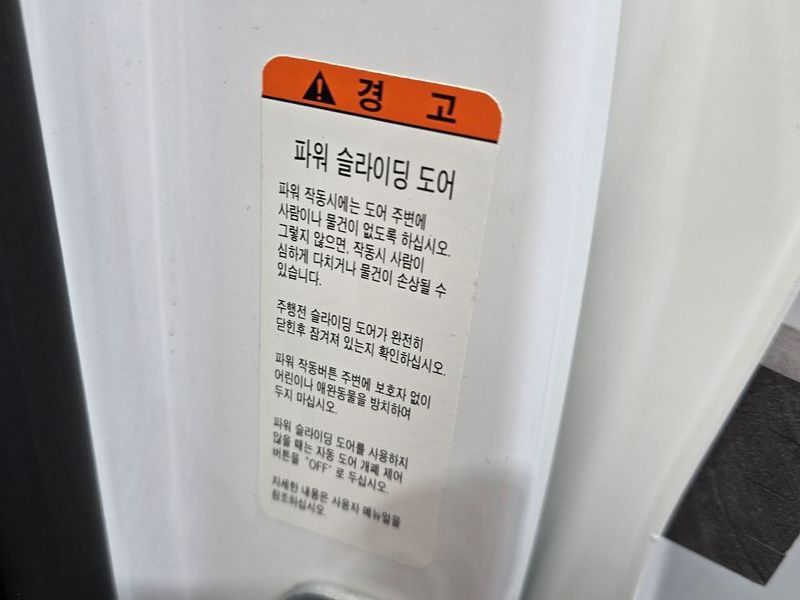 경 고
파워 슬라이딩 도어
파워 작동시에는 도어 주변에
사람이나 물건이 없도록 하십시오.
그렇지 않으면, 작동시 사람이
심하게 다치거나 물건이 손상될 수
있습니다.
주행전 슬라이딩 도어가 완전히
닫힌후 잠겨져 있는지 확인하십시오.
파워 작동버튼 주변에 보호자 없이
어린이나 애완동물을 방치하여
두지 마십시오.
파워 슬라이딩 도어를 사용하지
않을 때는 자동 도어 개폐 제어
버튼을 "OFF" 로 두십시오.
자세한 내용은 사용자 메뉴얼을
참조하십시오.